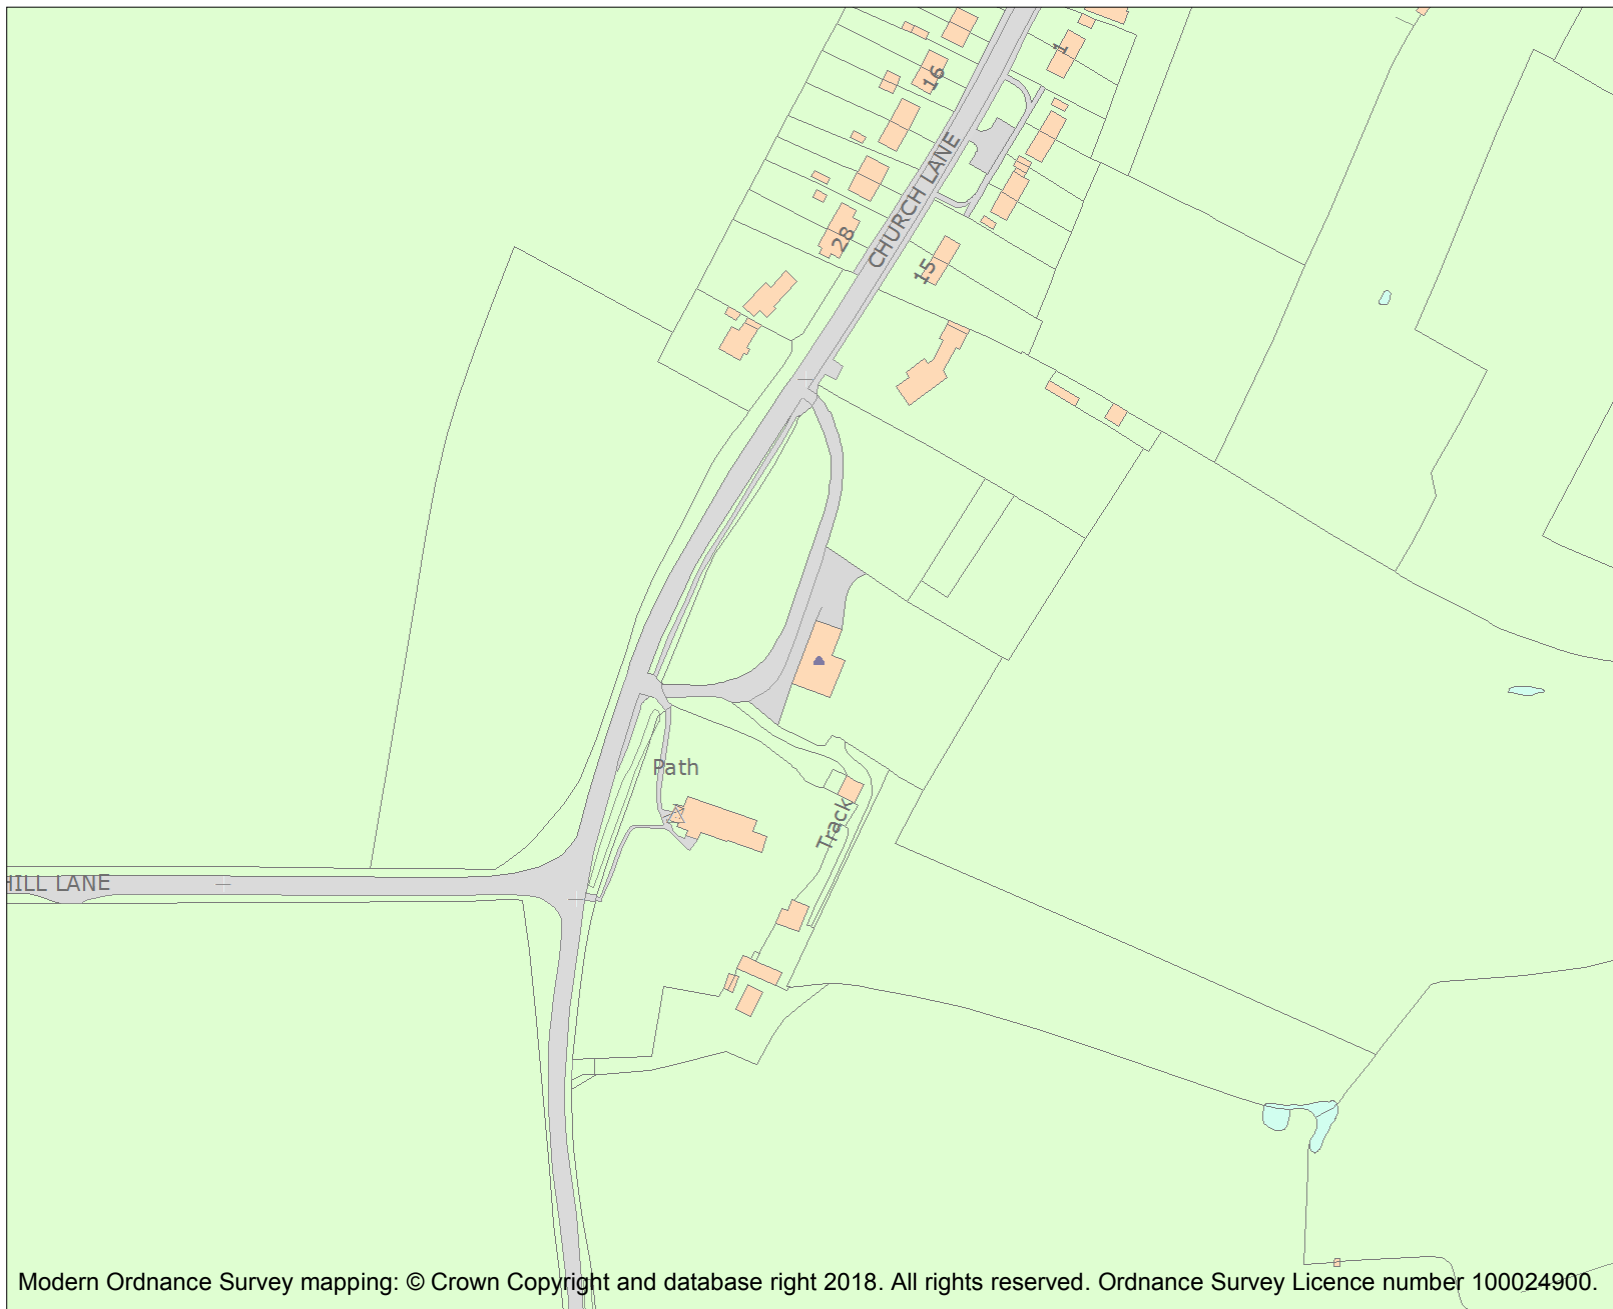 1
16
CHURCH LANE
28
15
Path
Track
HILL LANE
Modern Ordnance Survey mapping: © Crown Copyright and database right 2018. All rights reserved. Ordnance Survey Licence number 100024900.